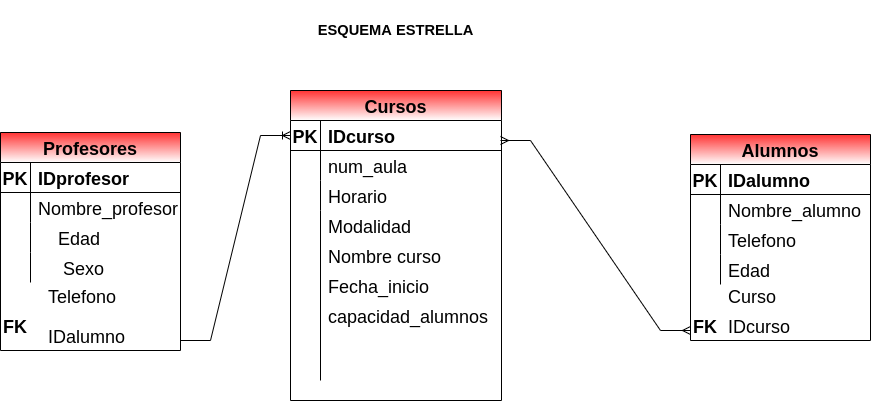 ESQUEMA ESTRELLA
Profesores
PK IDprofesor
Nombre_profesor
Edad
Sexo
Telefono
FK
IDalumno
Cursos
PK IDcurso
num_aula
Horario
Modalidad
Nombre curso
Fecha_inicio
capacidad_alumnos
Alumnos
PK IDalumno
Nombre_alumno
Telefono
Edad
Curso
FK IDcurso